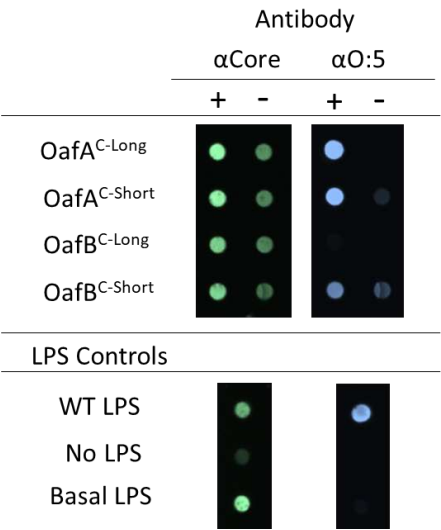 Antibody
αCore αO:5
+ - + -
OafA^C-Long
OafA^C-Short
OafB^C-Long
OafB^C-Short
LPS Controls
WT LPS
No LPS
Basal LPS